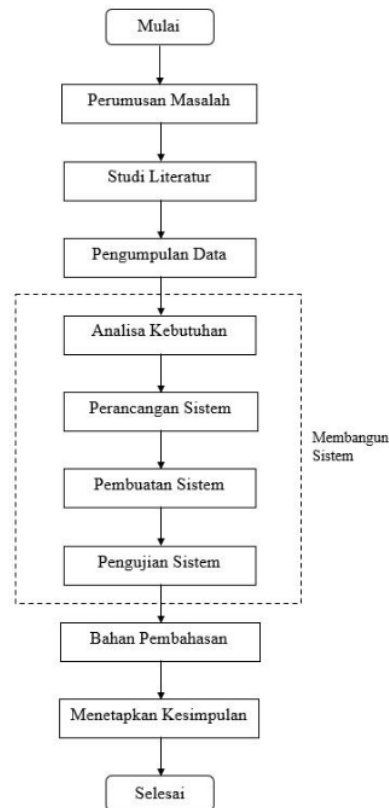 Mulai
Perumusan Masalah
Studi Literatur
Pengumpulan Data
Analisa Kebutuhan
Perancangan Sistem
Membangun
Sistem
Pembuatan Sistem
Pengujian Sistem
Bahan Pembahasan
Menetapkan Kesimpulan
Selesai